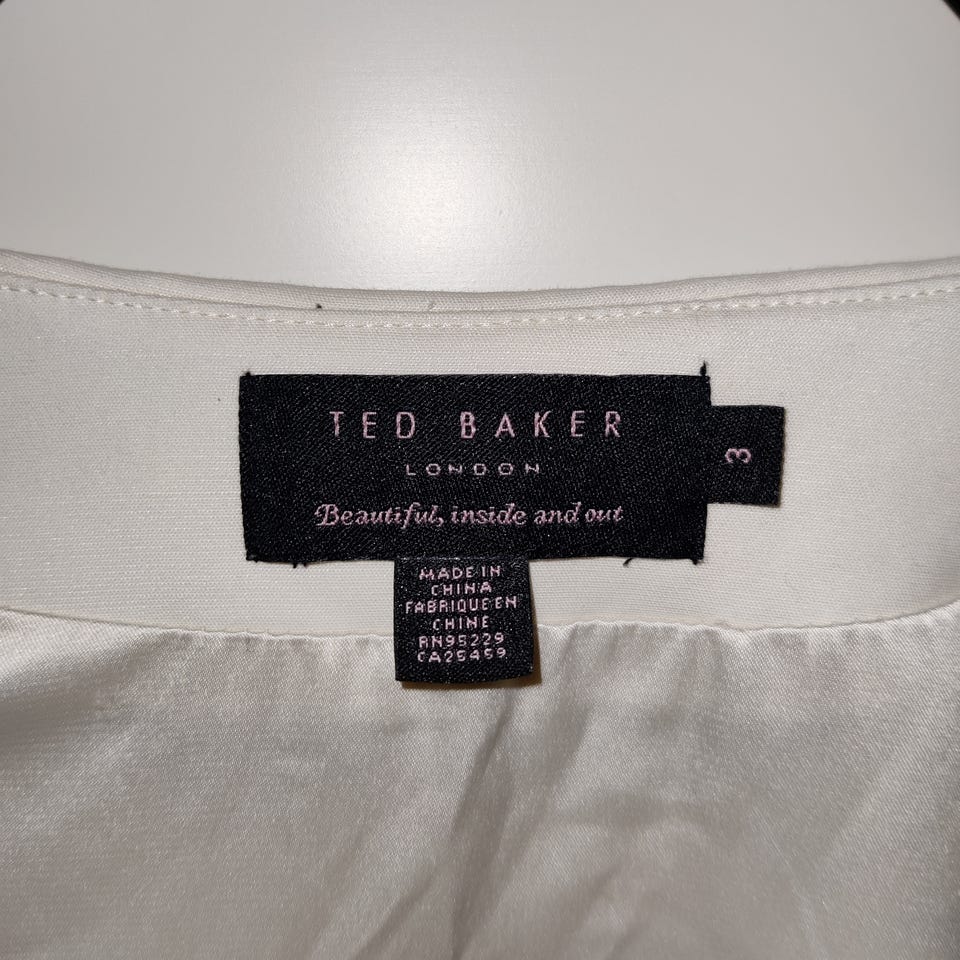 TED BAKER
LONDON
Beautiful, inside and out
3
MADE IN
CHINA
FABRIQUE EN
CHINE
RN95229
CA25459